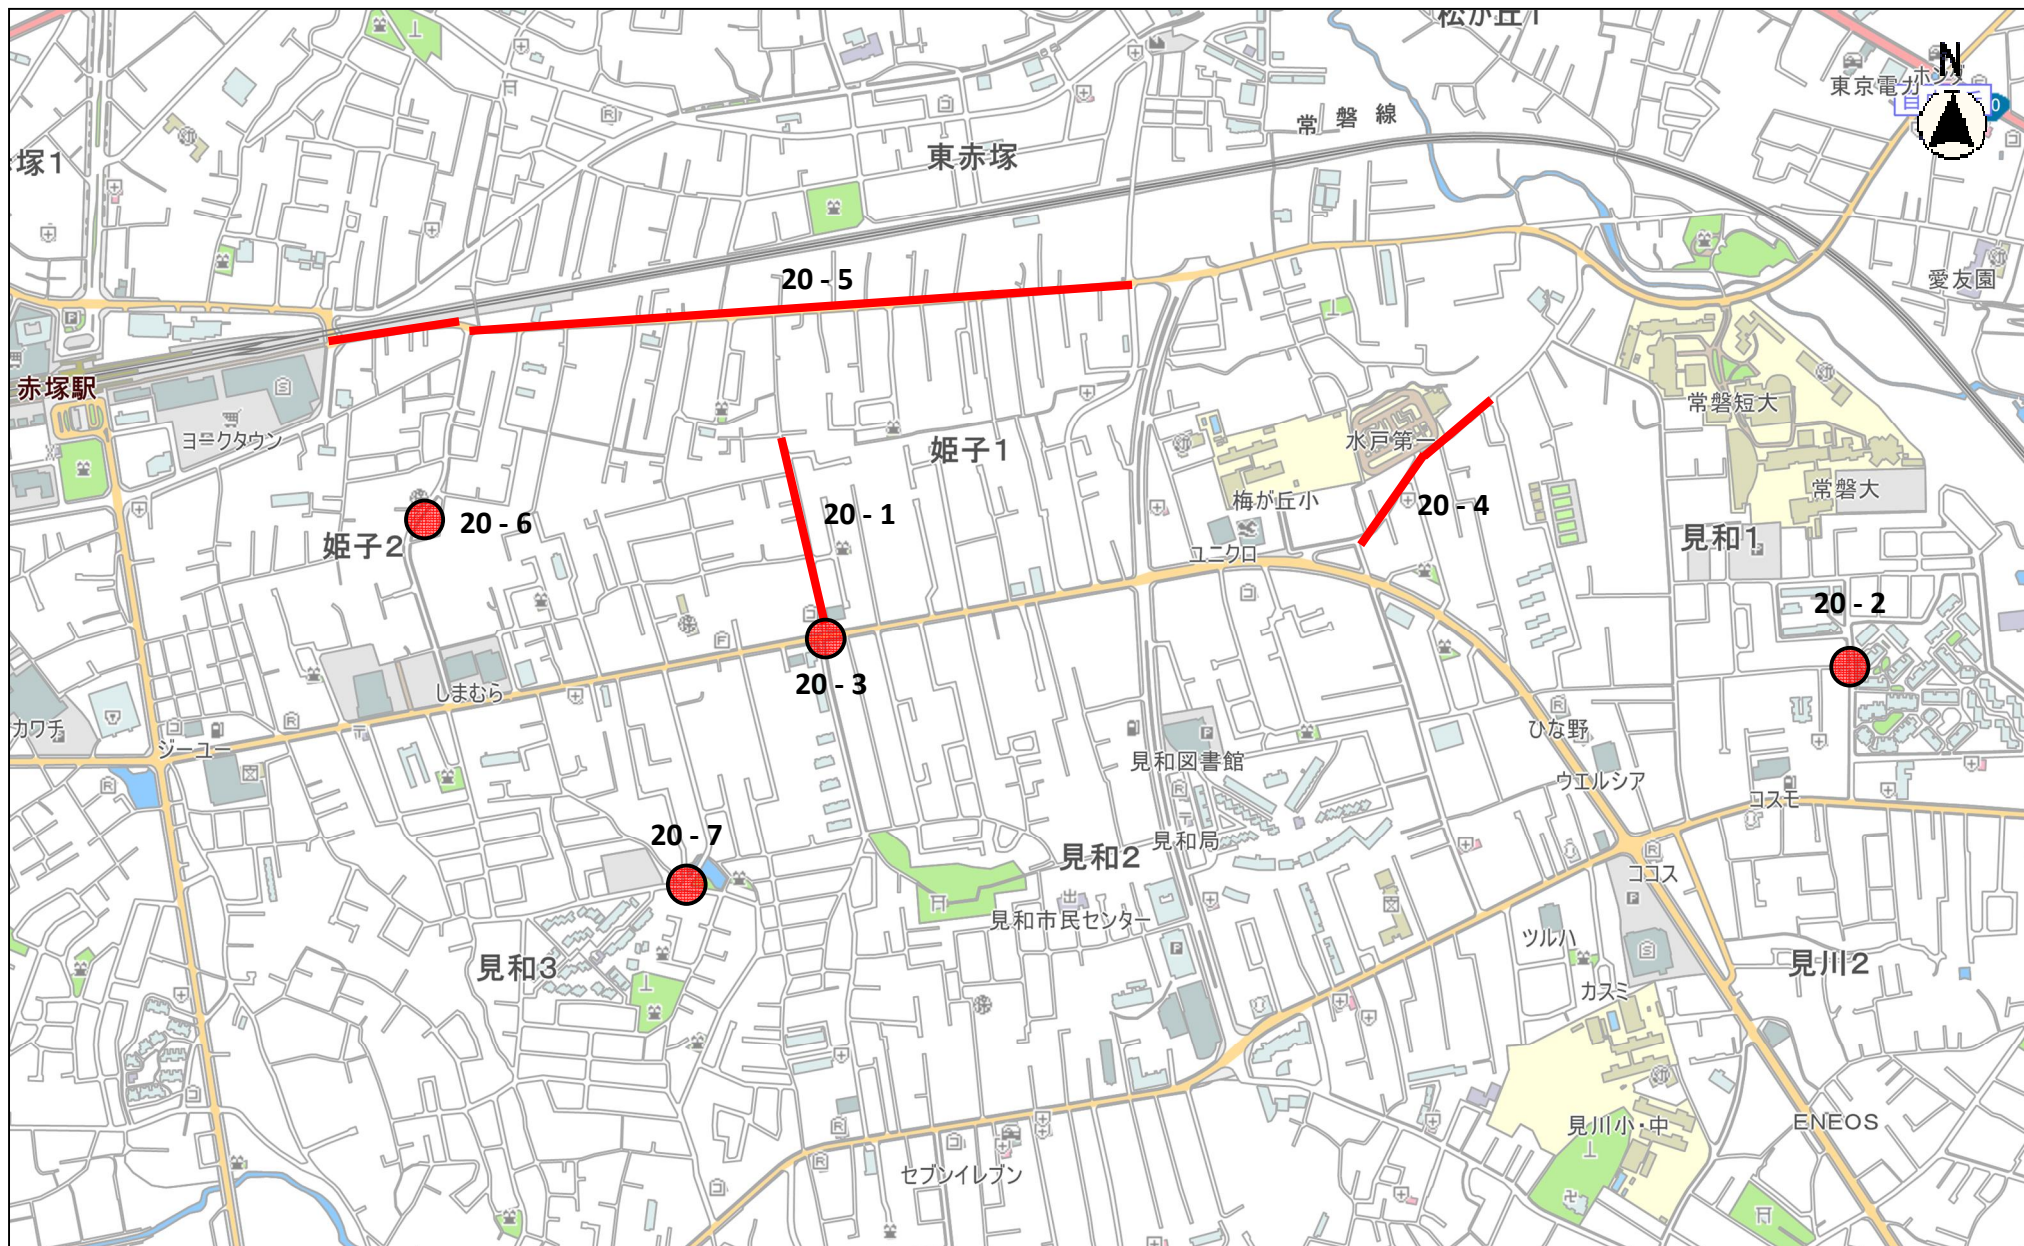 松が丘1
N
東京電力
ホンダ
常磐線
塚1
東赤塚
愛友園
20 - 5
赤塚駅
ヨークタウン
姫子1
水戸第一
常磐短大
常磐大
梅が丘小
20 - 4
20 - 1
20 - 6
姫子2
ユニクロ
見和1
20 - 2
20 - 3
しまむら
カワチ
ジーユー
ひな野
見和図書館
ウエルシア
コスモ
20 - 7
見和局
見和2
ココス
見和市民センター
ツルハ
見和3
見川2
カスミ
見川小・中
ENEOS
セブンイレブン